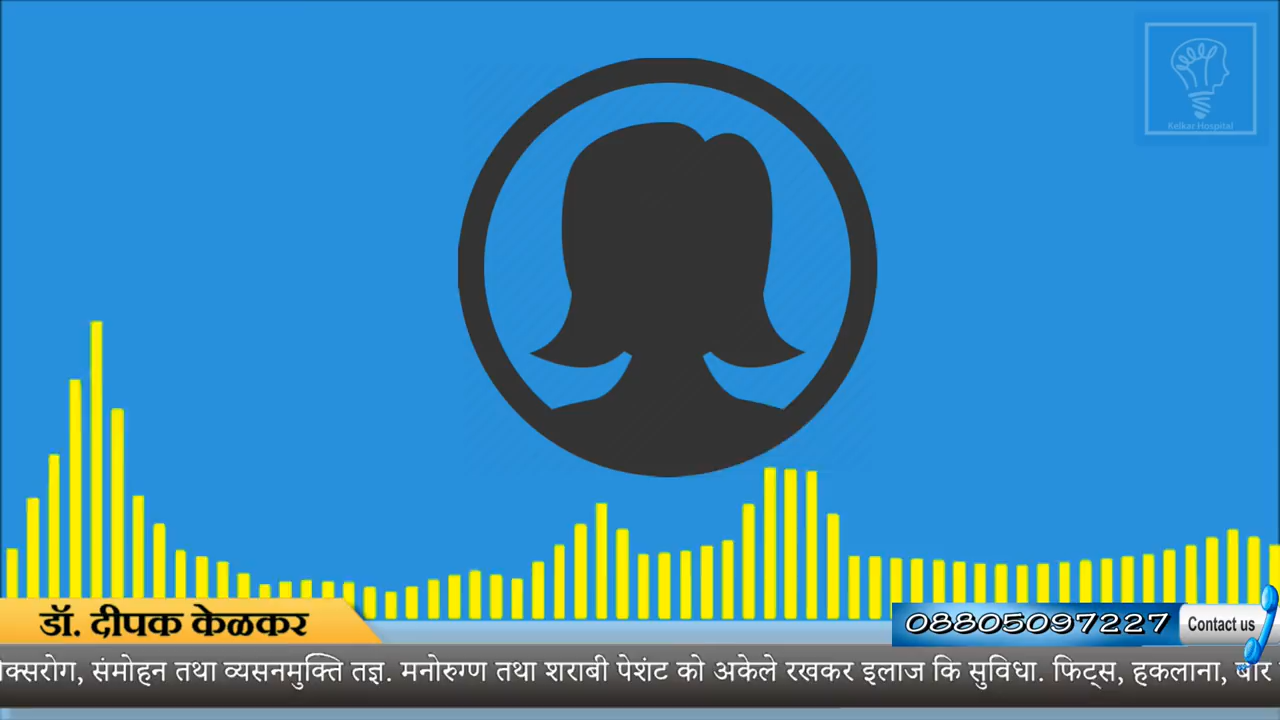 Kelkar Hospital
डॉ. दीपक केळकर
08805097227
Contact us
संमोहन तथा व्यसनमुक्ति तज्ञ. मनोरुग्ण तथा शराबी पेशंट को अकेले रखकर इलाज कि सुविधा. फिट्स, हकलाना,